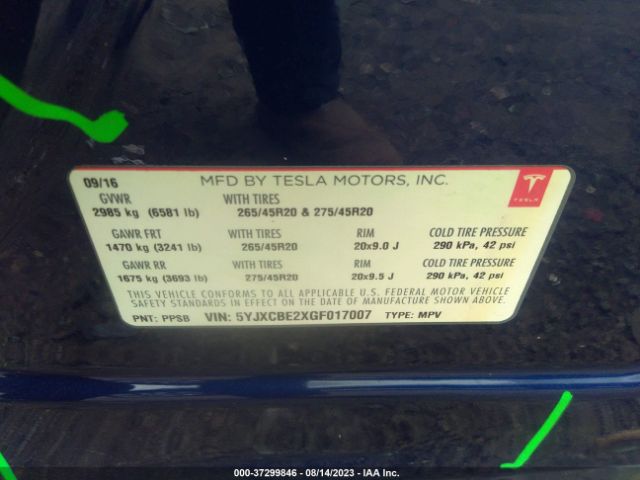 09/16 MFD BY TESLA MOTORS, INC.
GVWR WITH TIRES
2985 kg (6581 lb) 265/45R20 & 275/45R20
TESLA
GAWR FRT WITH TIRES RIM COLD TIRE PRESSURE
1470 kg (3241 lb) 265/45R20 20x9.0 J 290 kPa, 42 psi
GAWR RR WITH TIRES RIM COLD TIRE PRESSURE
1675 kg (3693 lb) 275/45R20 20x9.5 J 290 kPa, 42 psi
THIS VEHICLE CONFORMS TO ALL APPLICABLE U.S. FEDERAL MOTOR VEHICLE
SAFETY STANDARDS IN EFFECT ON THE DATE OF MANUFACTURE SHOWN ABOVE.
PNT: PPSB VIN: 5YJXCBE2XGF017007 TYPE: MPV
000-37299846 — 08/14/2023 — IAA Inc.